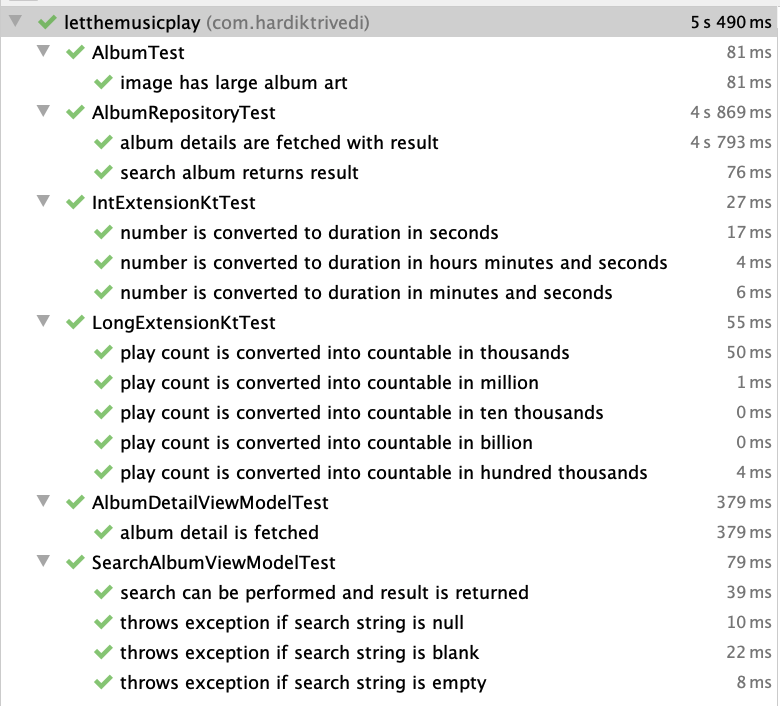 letthemusicplay (com.hardiktrivedi) 5 s 490 ms
AlbumTest 81 ms
image has large album art 81 ms
AlbumRepositoryTest 4 s 869 ms
album details are fetched with result 4 s 793 ms
search album returns result 76 ms
IntExtensionKtTest 27 ms
number is converted to duration in seconds 17 ms
number is converted to duration in hours minutes and seconds 4 ms
number is converted to duration in minutes and seconds 6 ms
LongExtensionKtTest 55 ms
play count is converted into countable in thousands 50 ms
play count is converted into countable in million 1 ms
play count is converted into countable in ten thousands 0 ms
play count is converted into countable in billion 0 ms
play count is converted into countable in hundred thousands 4 ms
AlbumDetailViewModelTest 379 ms
album detail is fetched 379 ms
SearchAlbumViewModelTest 79 ms
search can be performed and result is returned 39 ms
throws exception if search string is null 10 ms
throws exception if search string is blank 22 ms
throws exception if search string is empty 8 ms